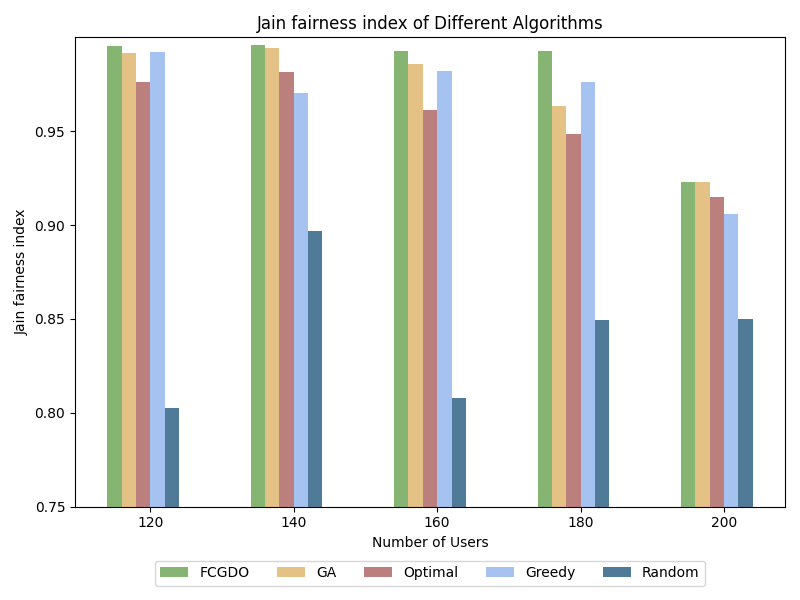 Jain fairness index of Different Algorithms
Jain fairness index
0.95
0.90
0.85
0.80
0.75
120 140 160 180 200
Number of Users
FCGDO GA Optimal Greedy Random